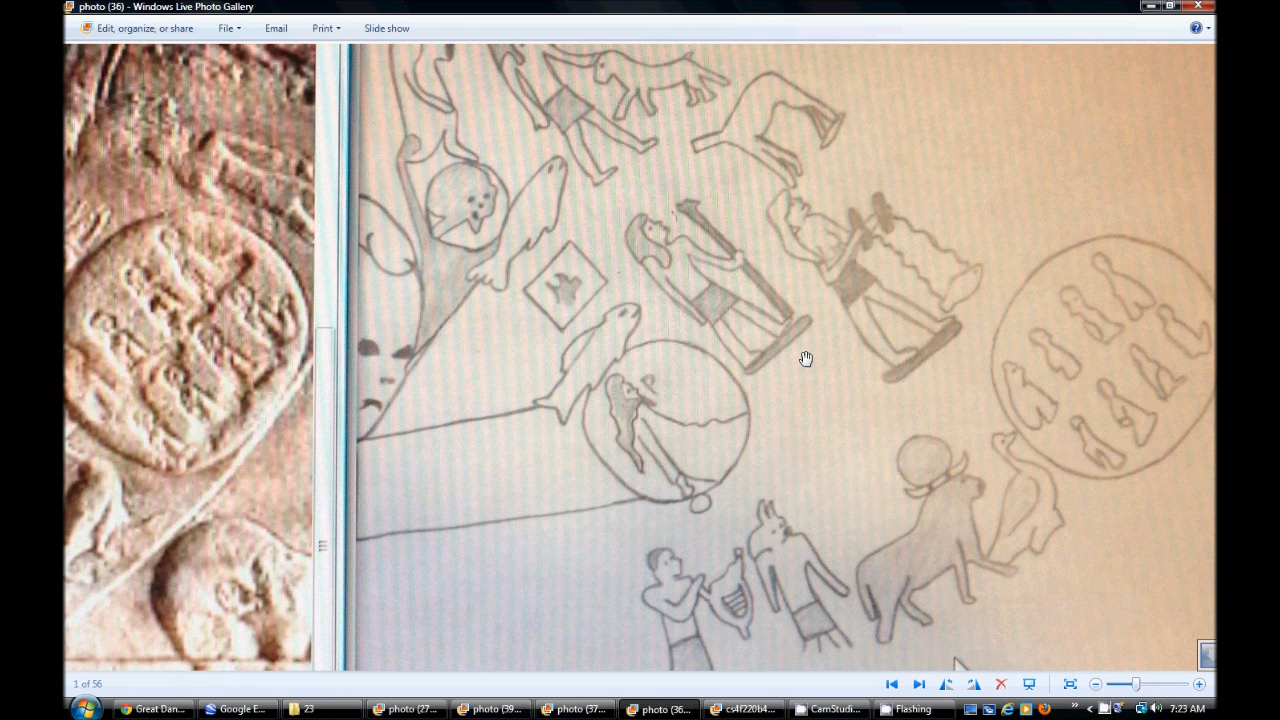 photo (36) - Windows Live Photo Gallery
Edit, organize, or share File Email Print Slide show
1 of 56
Great Dan... Google E... 23 photo (27... photo (39... photo (37... photo (36... cs4f220b4... CamStudi... Flashing 7:23 AM